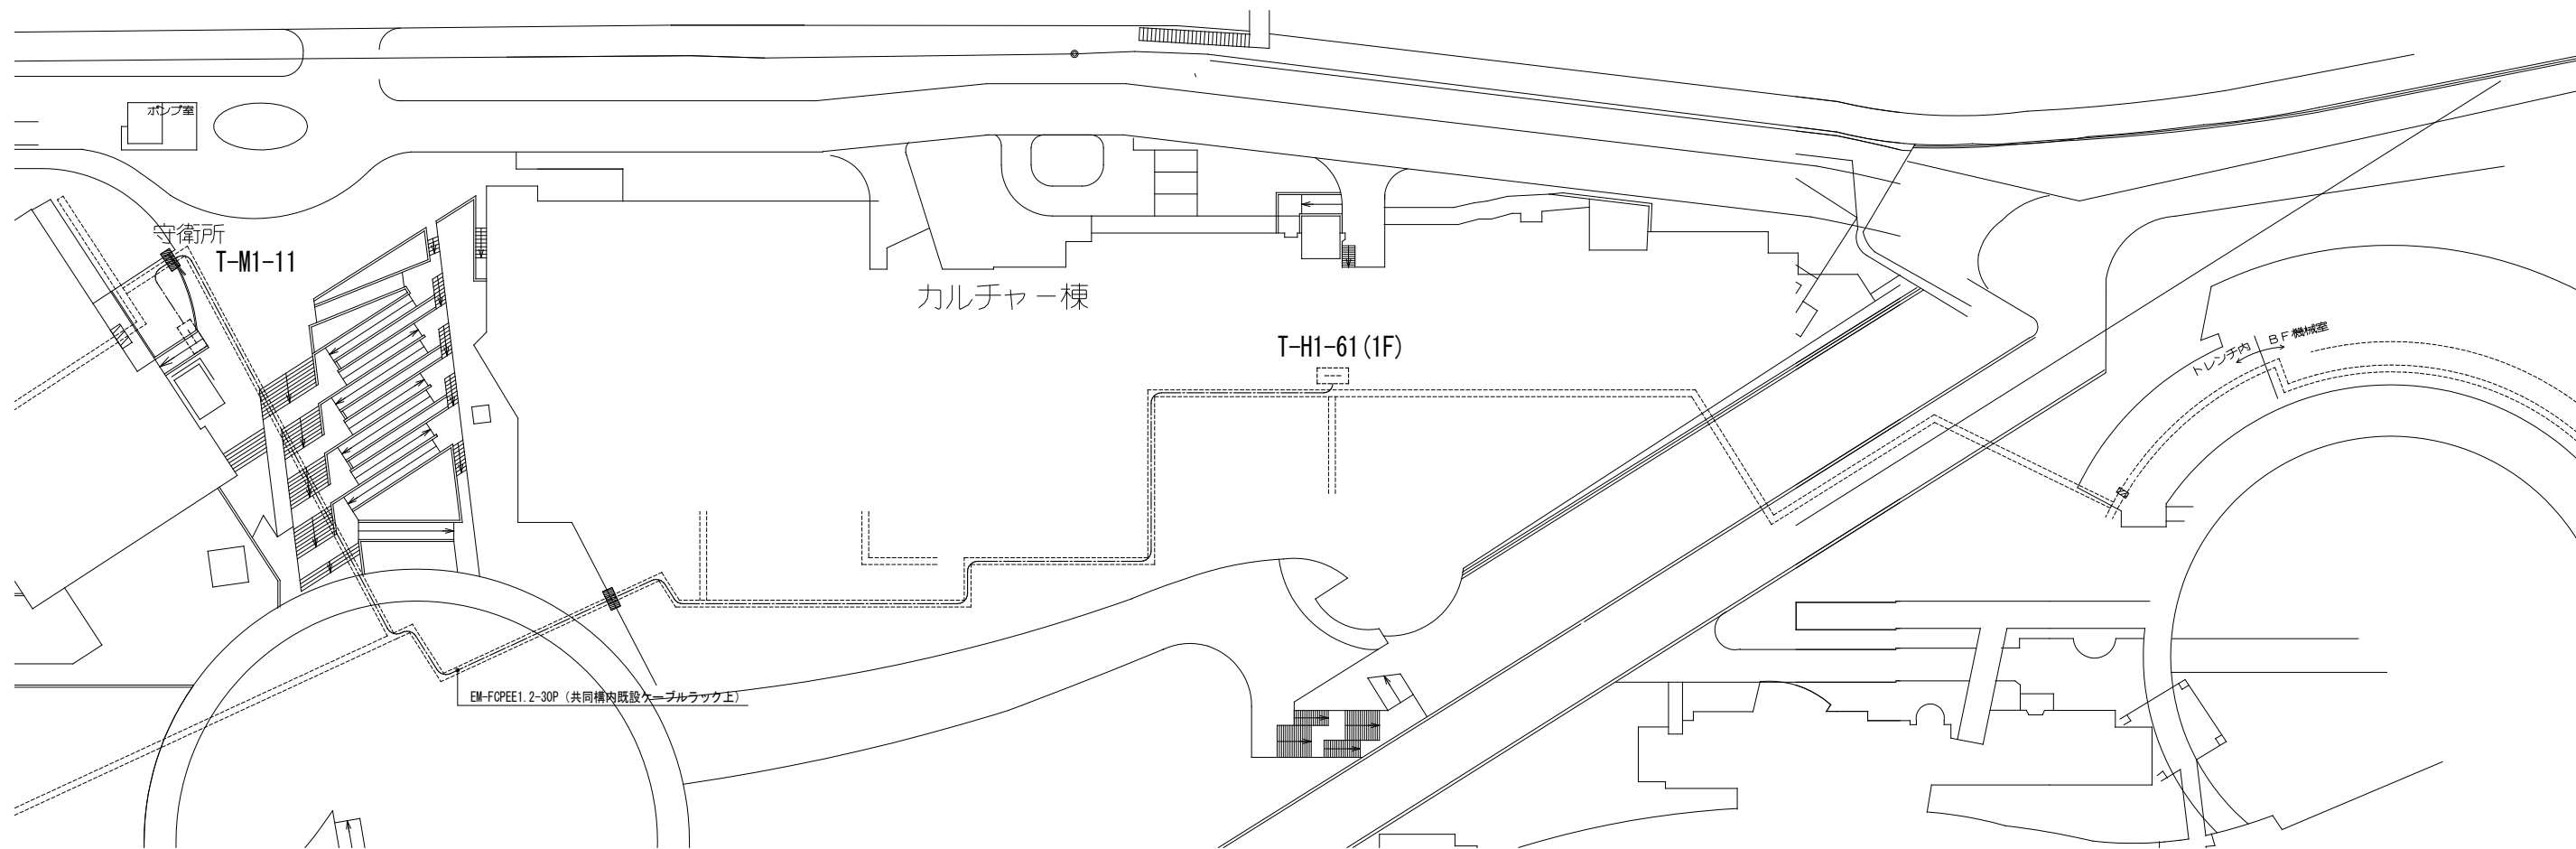 ポンプ室
守衛所
T-M1-11
カルチャー棟
T-H1-61(1F)
トレンチ内
BF機械室
EM-FCPEE1.2-30P (共同構内既設ケーブルラック上)